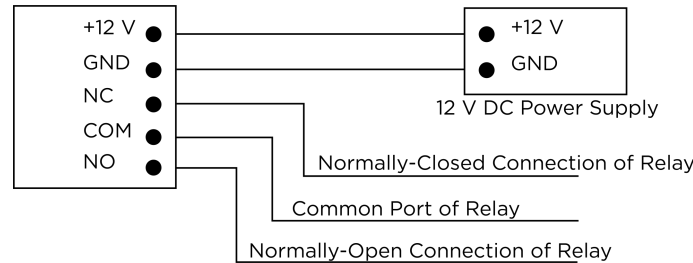 +12 V
GND
NC
COM
NO
+12 V
GND
12 V DC Power Supply
Normally-Closed Connection of Relay
Common Port of Relay
Normally-Open Connection of Relay